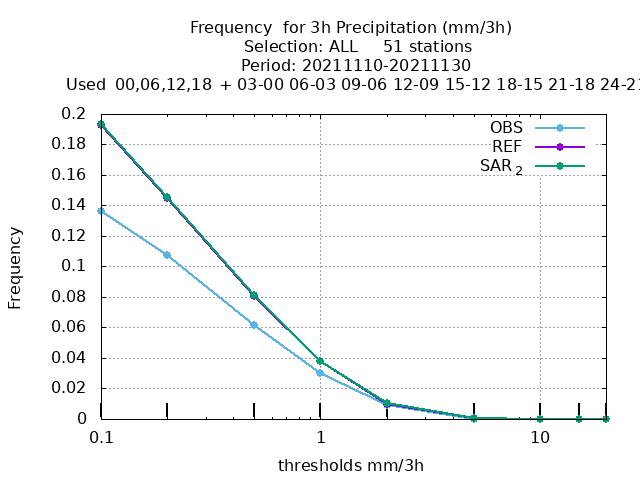 Frequency  for 3h Precipitation (mm/3h)
Selection: ALL     51 stations
Period: 20211110-20211130
Used  00,06,12,18  + 03-00 06-03 09-06 12-09  15-12  18-15  21-18  24-21
0.2
0.18
0.16
0.14
0.12
0.1
0.08
0.06
0.04
0.02
0
Frequency
OBS
REF
SAR 2
0.1
1
10
thresholds mm/3h